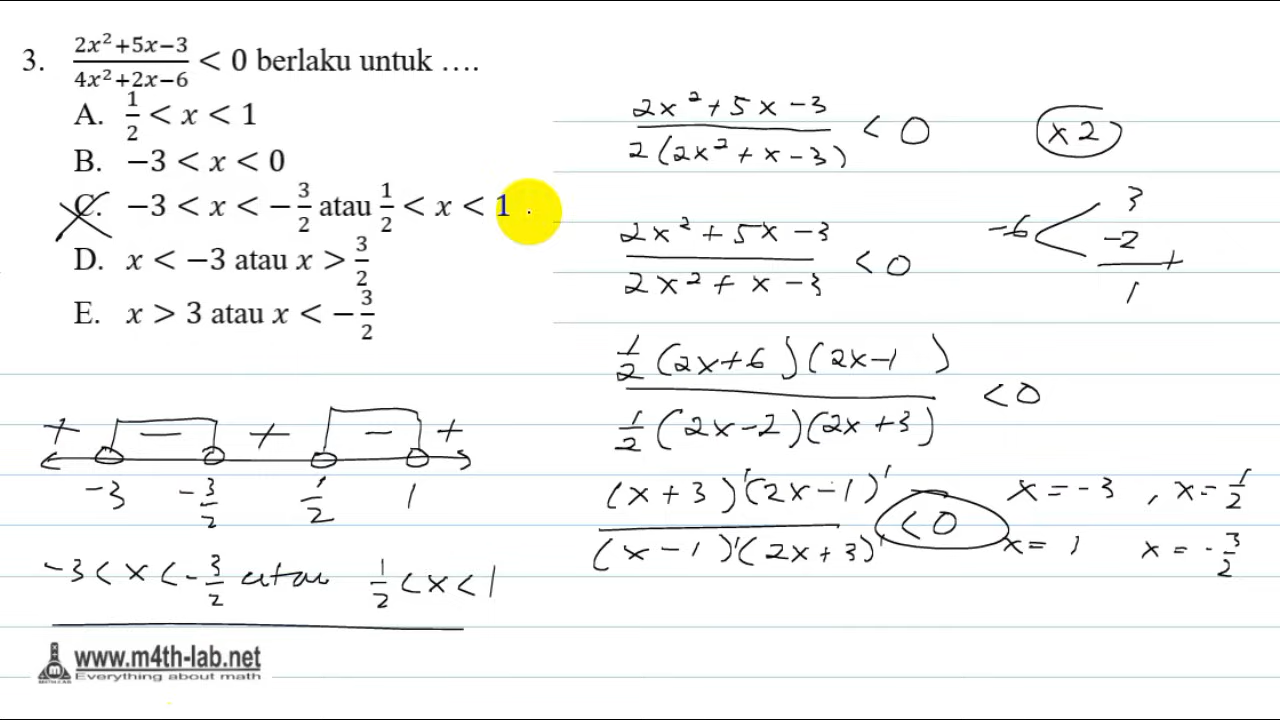 3. (2x²+5x−3)/(4x²+2x−6) < 0 berlaku untuk ....
A. 1/2 < x < 1
B. −3 < x < 0
C. −3 < x < −3/2 atau 1/2 < x < 1
D. x < −3 atau x > 3/2
E. x > 3 atau x < −3/2
+ − + − +
−3 −3/2 1/2 1
−3 < x < −3/2 atau 1/2 < x < 1
(2x² + 5x − 3)/(2(2x² + x − 3)) < 0
×2
(2x² + 5x − 3)/(2x² + x − 3) < 0
−6 < 3
−2
+
1
(1/2 (2x+6)(2x−1))/(1/2 (2x−2)(2x+3)) < 0
((x+3)'(2x−1)')/((x−1)'(2x+3)') < 0
x = −3 , x = 1/2
x = 1 x = −3/2
www.m4th-lab.net
Everything about math